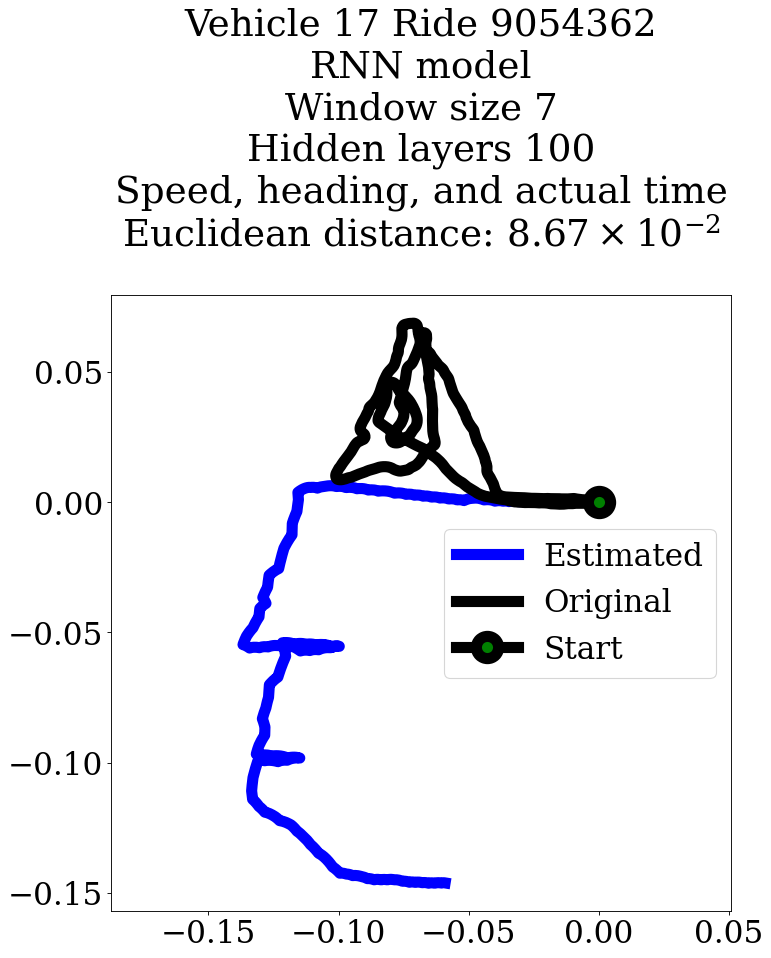 Vehicle 17 Ride 9054362
RNN model
Window size 7
Hidden layers 100
Speed, heading, and actual time
Euclidean distance: 8.67 × 10⁻²
0.05
0.00
−0.05
−0.10
−0.15
Estimated
Original
Start
−0.15 −0.10 −0.05 0.00 0.05